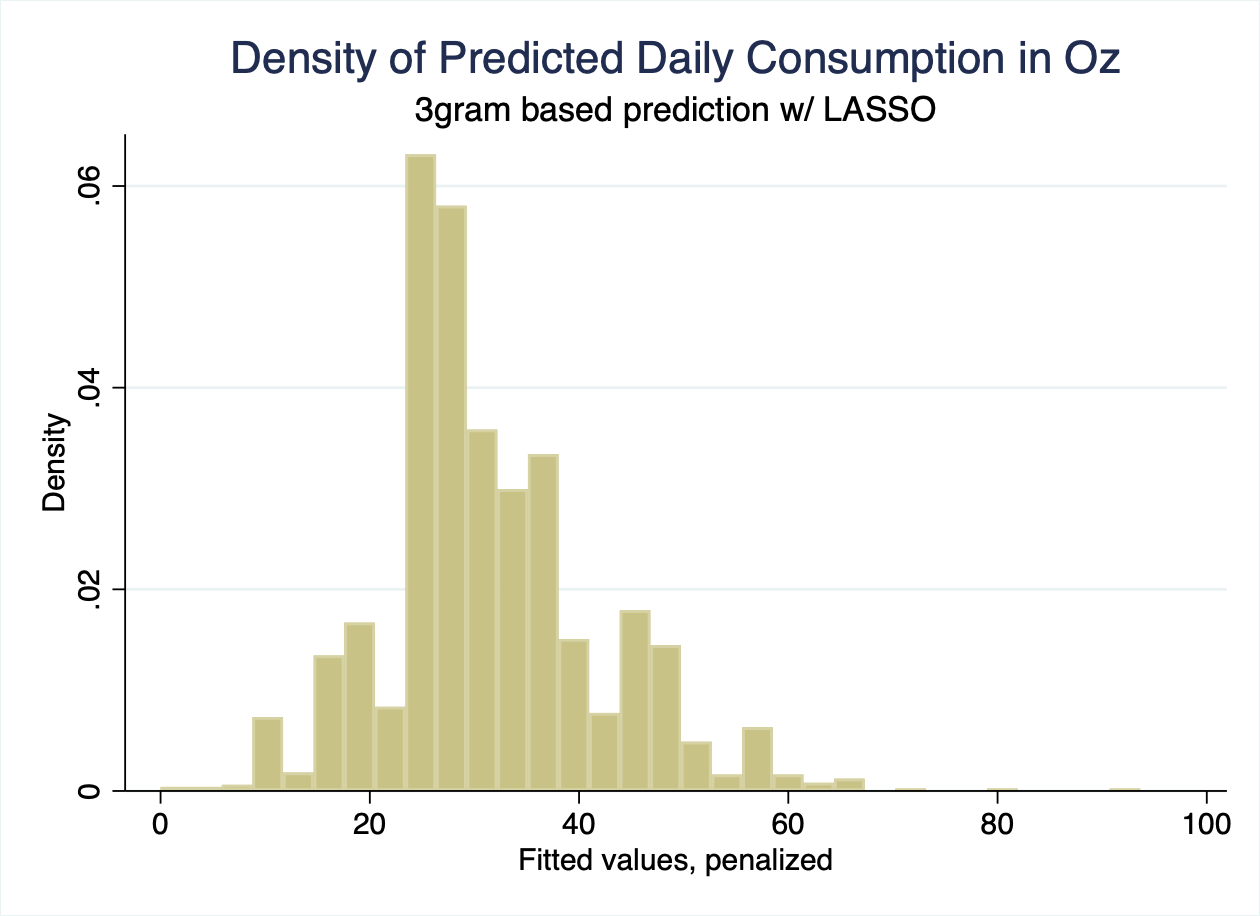 Density of Predicted Daily Consumption in Oz
3gram based prediction w/ LASSO
.06
.04
.02
0
Density
0 20 40 60 80 100
Fitted values, penalized